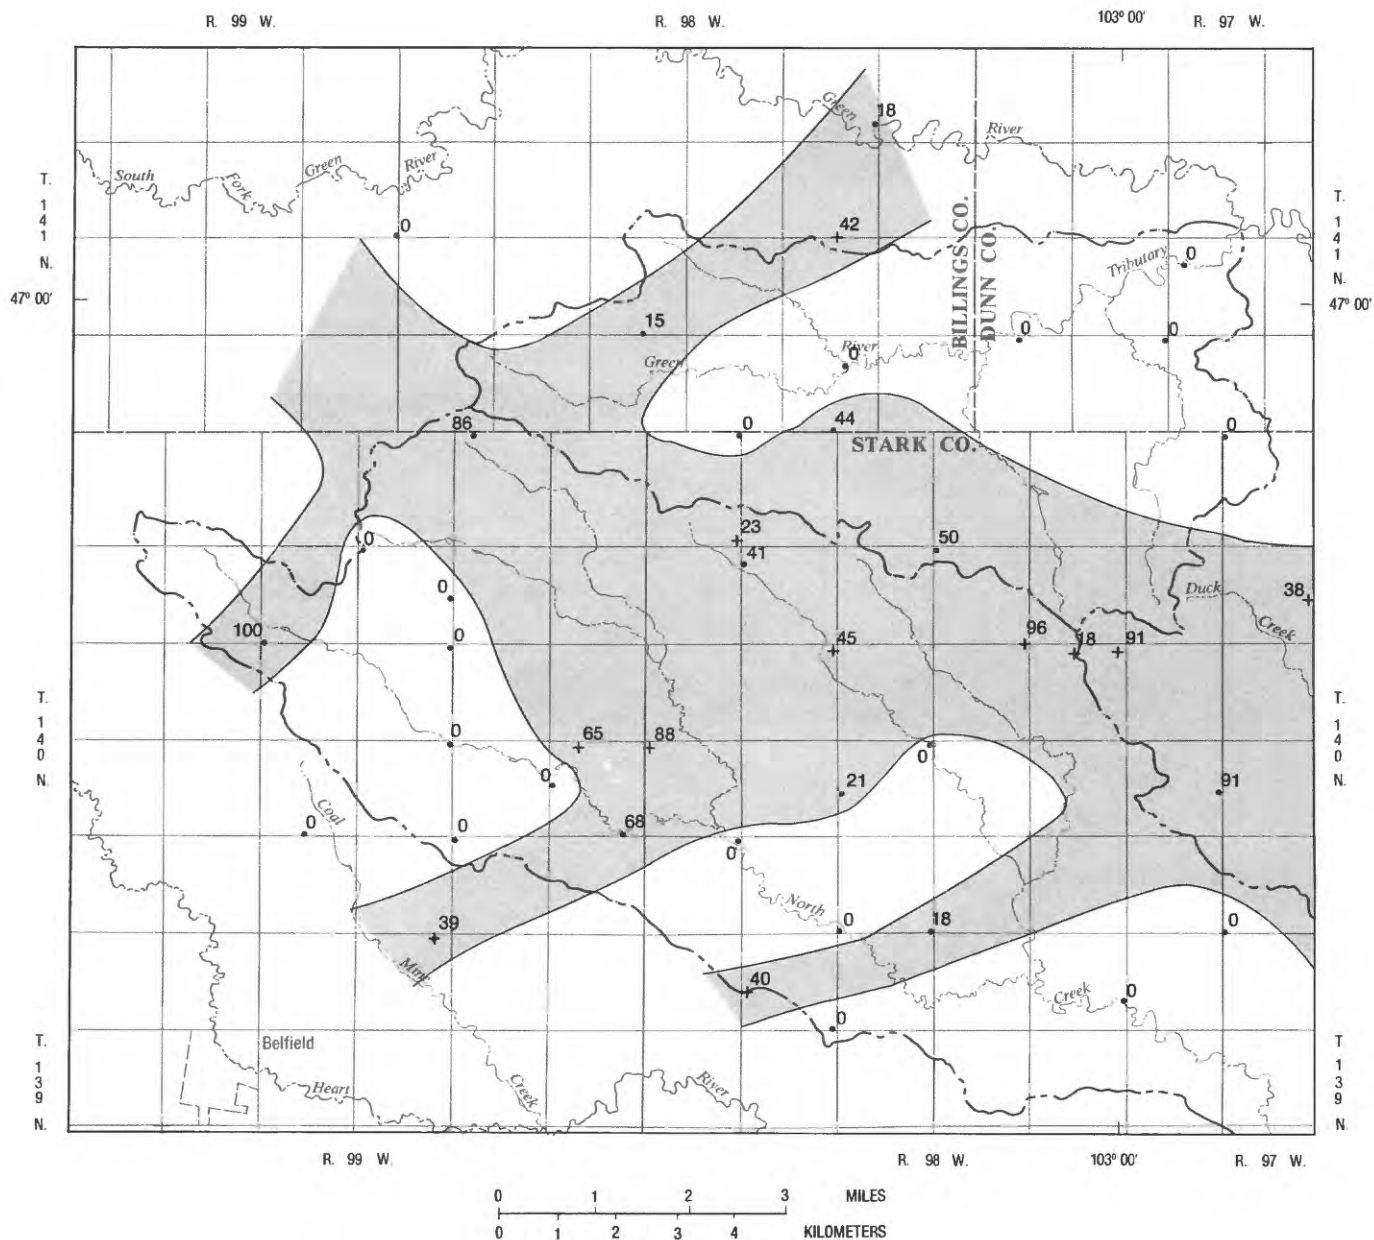 R. 99 W. R. 98 W. 103° 00' R. 97 W.
Green 18 River
South Fork Green River
T. 141 N.
T. 141 N.
0 42
Tributary 0
47° 00' 47° 00'
BILLINGS CO.
DUNN CO.
15 0 0
Green River 0
86 0 44 0
STARK CO.
23 50
0 41
0 Duck 38
Creek
100 0 45 96 18 91
T. 140 N.
T. 140 N.
0 65 88 0
0 21 91
Coal 0 0 68 0
North
39 0 18 0
Mine 40 Creek 0
0
Belfield
T. 139 N.
T 139 N.
Heart Creek River
R. 99 W. R. 98 W. 103° 00' R. 97 W.
0 1 2 3 MILES
0 1 2 3 4 KILOMETERS